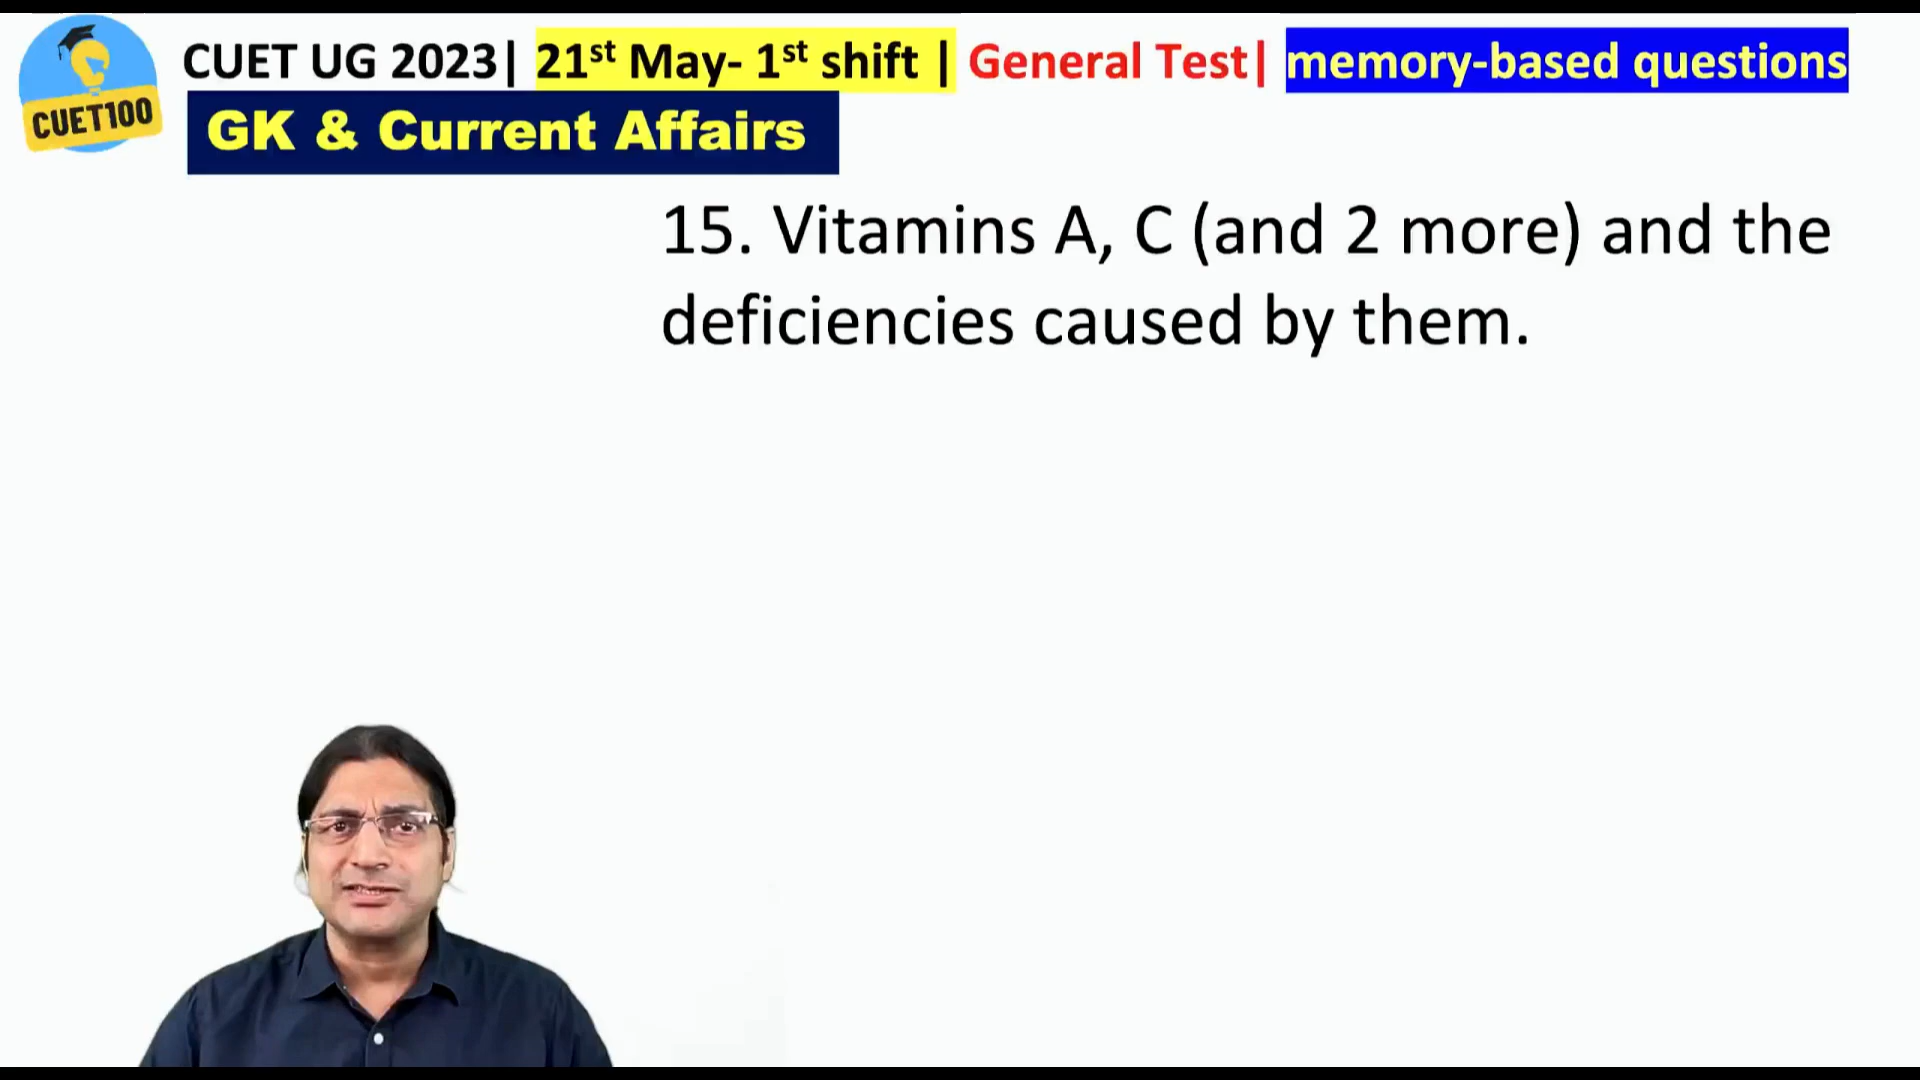 CUET100
CUET UG 2023| 21st May- 1st shift | General Test| memory-based questions
GK & Current Affairs
15. Vitamins A, C (and 2 more) and the
deficiencies caused by them.